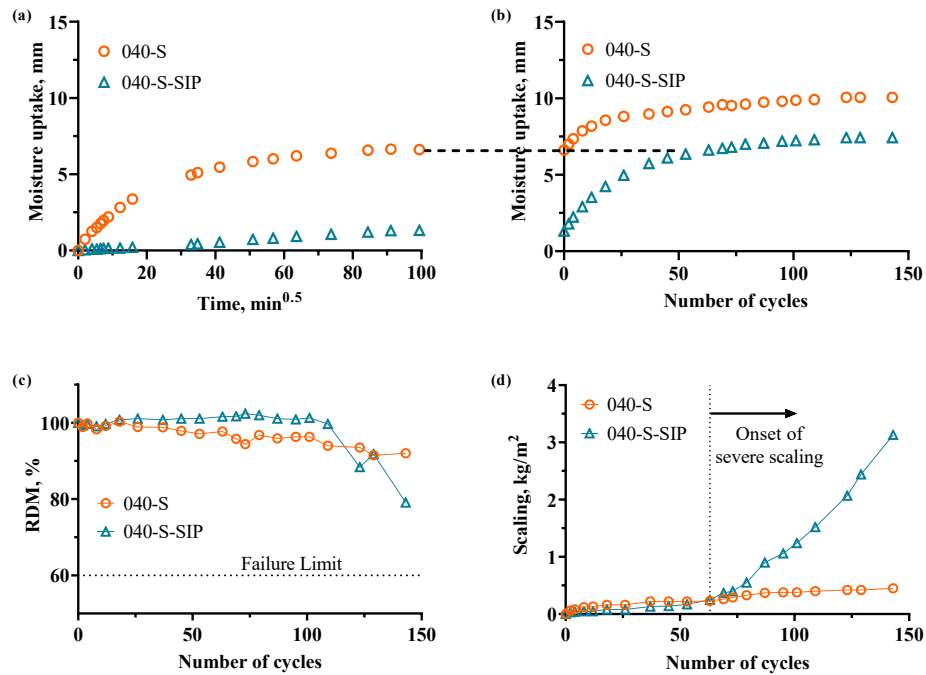 (a)
15
10
5
0
Moisture uptake, mm
040-S
040-S-SIP
0 20 40 60 80 100
Time, min0.5
(b)
15
10
5
0
Moisture uptake, mm
040-S
040-S-SIP
0 50 100 150
Number of cycles
(c)
100
80
60
RDM, %
040-S
040-S-SIP
Failure Limit
0 50 100 150
Number of cycles
(d)
4
3
2
1
0
Scaling, kg/m2
040-S
040-S-SIP
Onset of
severe scaling
0 50 100 150
Number of cycles